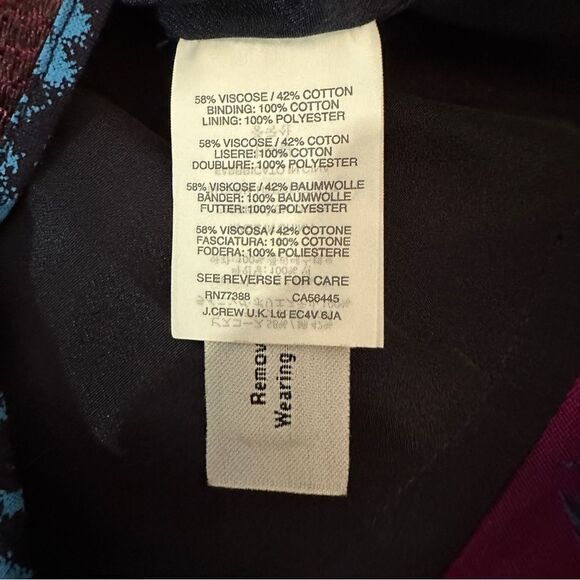 58% VISCOSE / 42% COTTON
BINDING: 100% COTTON
LINING: 100% POLYESTER
58% VISCOSE / 42% COTON
LISERE: 100% COTON
DOUBLURE: 100% POLYESTER
58% VISKOSE / 42% BAUMWOLLE
BÄNDER: 100% BAUMWOLLE
FUTTER: 100% POLYESTER
58% VISCOSA / 42% COTONE
FASCIATURA: 100% COTONE
FODERA: 100% POLIESTERE
SEE REVERSE FOR CARE
RN77388 CA56445
J.CREW U.K. Ltd EC4V 6JA
Remov
Wearing